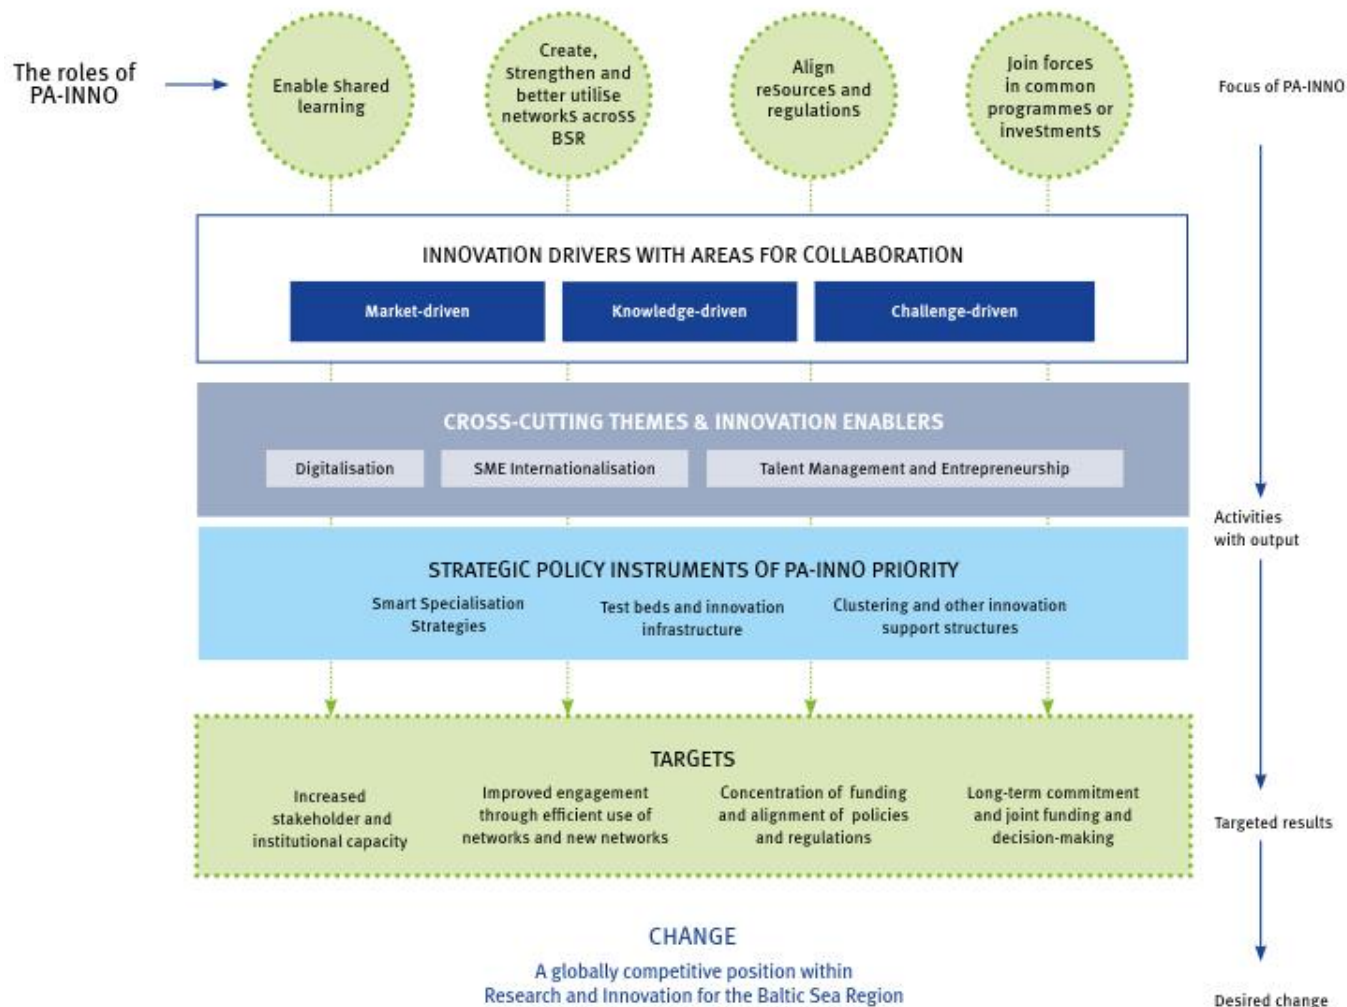 The roles of
PA-INNO
Enable shared
learning
Create,
strengthen and
better utilise
networks across
BSR
Align
resources and
regulations
Join forces
in common
programmes or
investments
Focus of PA-INNO
INNOVATION DRIVERS WITH AREAS FOR COLLABORATION
Market-driven
Knowledge-driven
Challenge-driven
CROSS-CUTTING THEMES & INNOVATION ENABLERS
Digitalisation
SME Internationalisation
Talent Management and Entrepreneurship
Activities
with output
STRATEGIC POLICY INSTRUMENTS OF PA-INNO PRIORITY
Smart Specialisation
Strategies
Test beds and innovation
infrastructure
Clustering and other innovation
support structures
TARGETS
Increased
stakeholder and
institutional capacity
Improved engagement
through efficient use of
networks and new networks
Concentration of funding
and alignment of policies
and regulations
Long-term commitment
and joint funding and
decision-making
Targeted results
CHANGE
A globally competitive position within
Research and Innovation for the Baltic Sea Region
Desired change